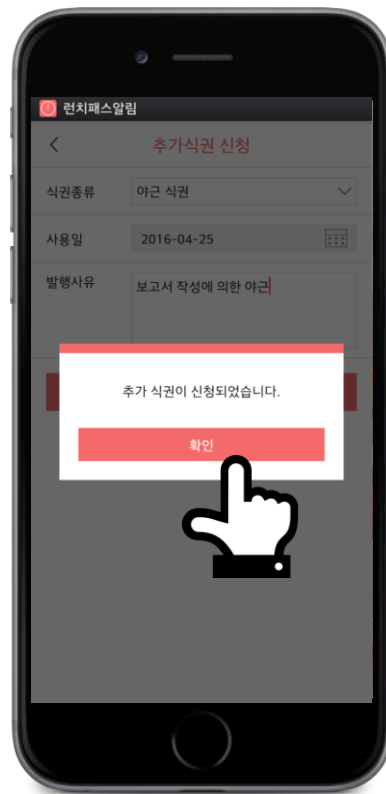 런치패스알림
추가식권 신청
식권종류 야근 식권
사용일 2016-04-25
발행사유 보고서 작성에 의한 야근
추가 식권이 신청되었습니다.
확인